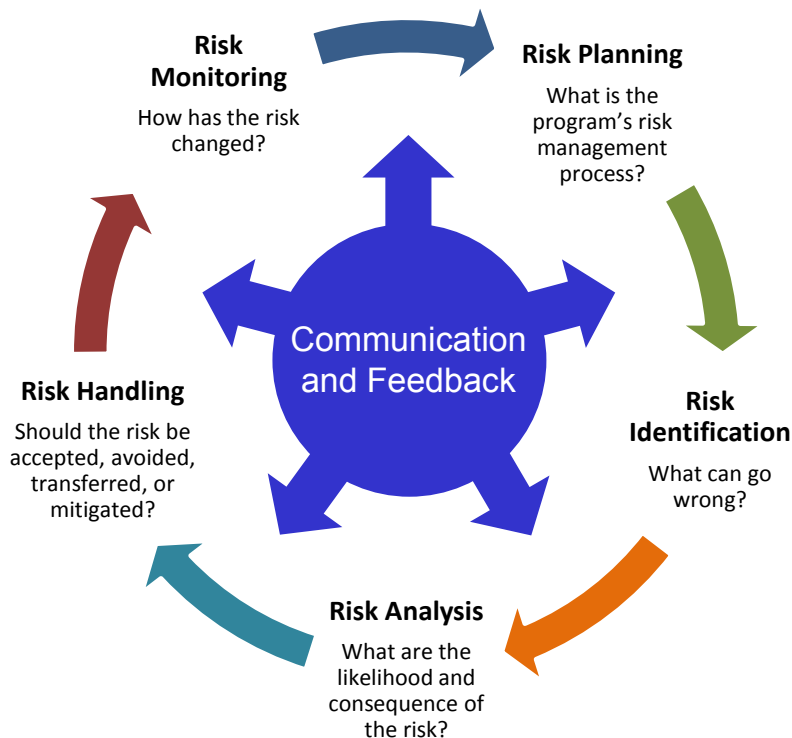 Risk
Monitoring
How has the risk
changed?
Risk Planning
What is the
program’s risk
management
process?
Communication
and Feedback
Risk Handling
Should the risk be
accepted, avoided,
transferred, or
mitigated?
Risk
Identification
What can go
wrong?
Risk Analysis
What are the
likelihood and
consequence of
the risk?